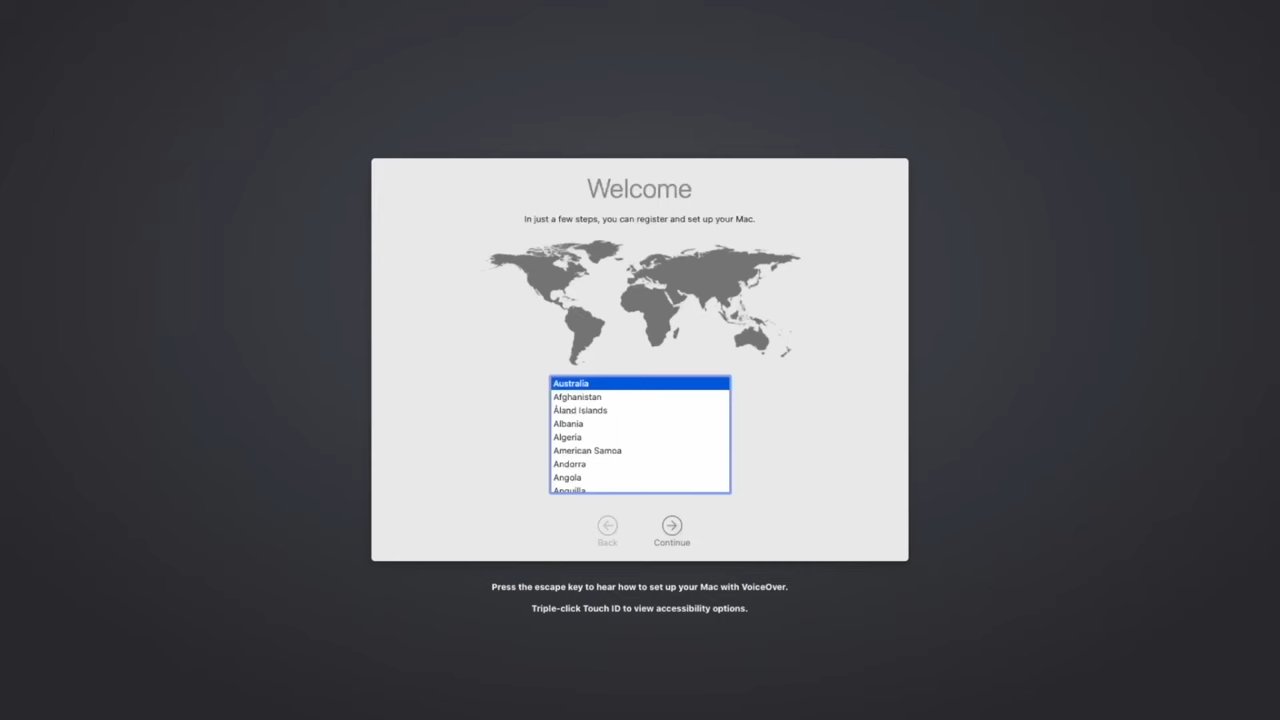 Welcome
In just a few steps, you can register and set up your Mac.
Australia
Afghanistan
Åland Islands
Albania
Algeria
American Samoa
Andorra
Angola
Anguilla
Back
Continue
Press the escape key to hear how to set up your Mac with VoiceOver.
Triple-click Touch ID to view accessibility options.